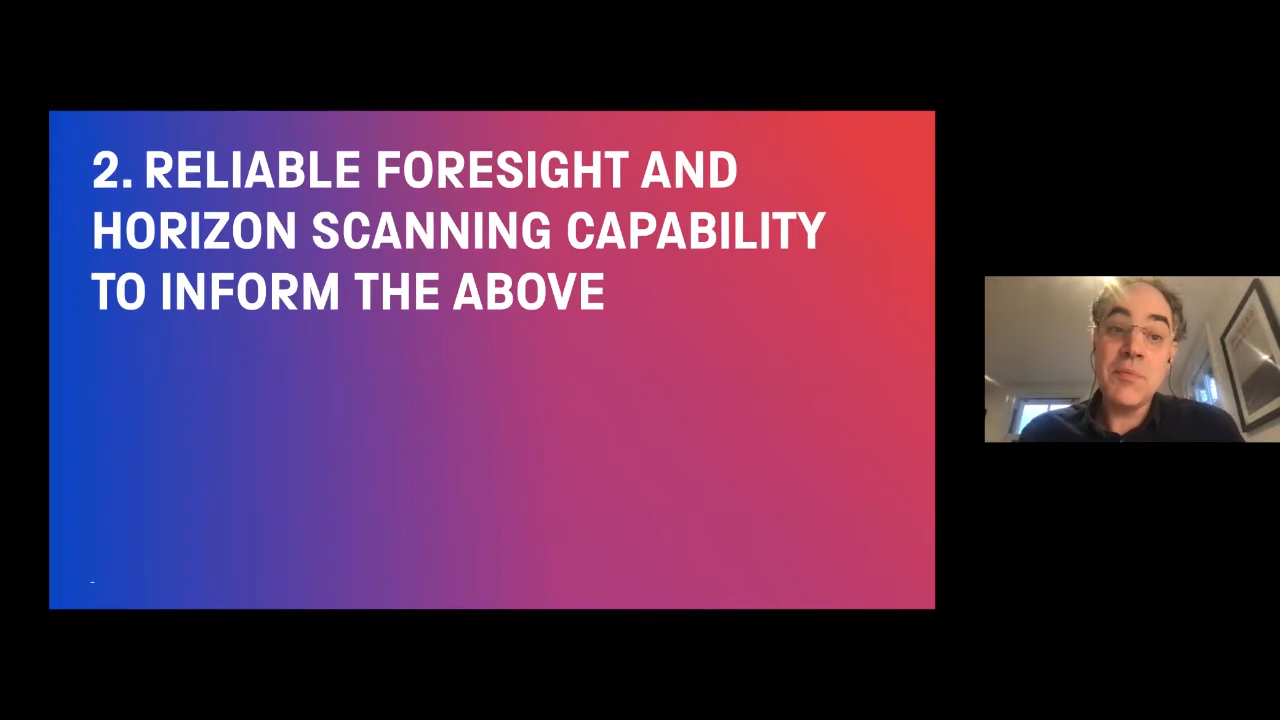 2. RELIABLE FORESIGHT AND
HORIZON SCANNING CAPABILITY
TO INFORM THE ABOVE